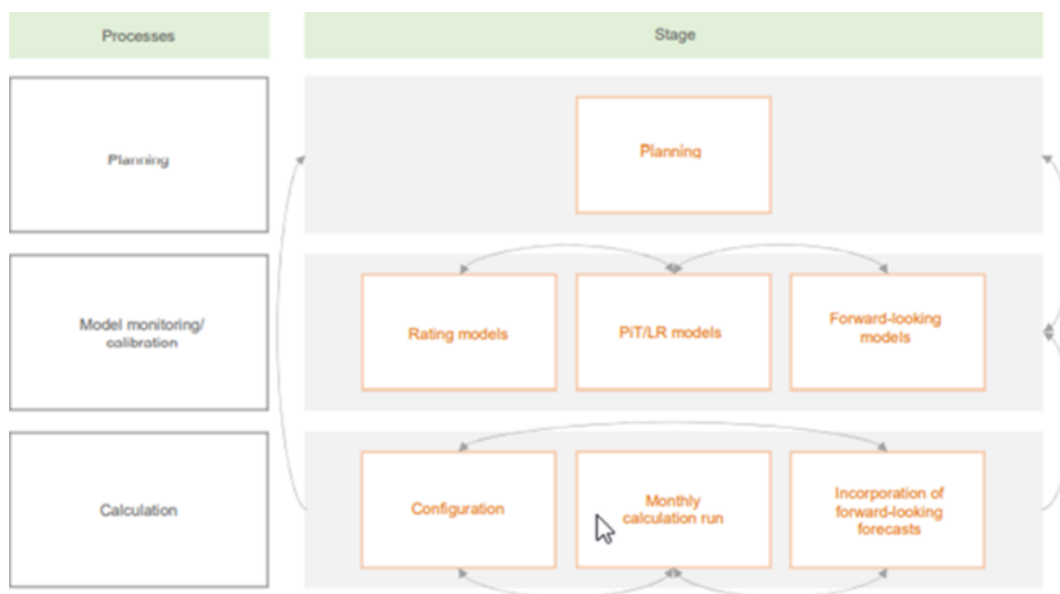 Processes
Stage
Planning
Planning
Model monitoring/
calibration
Rating models
PiT/LR models
Forward-looking
models
Calculation
Configuration
Monthly
calculation run
Incorporation of
forward-looking
forecasts